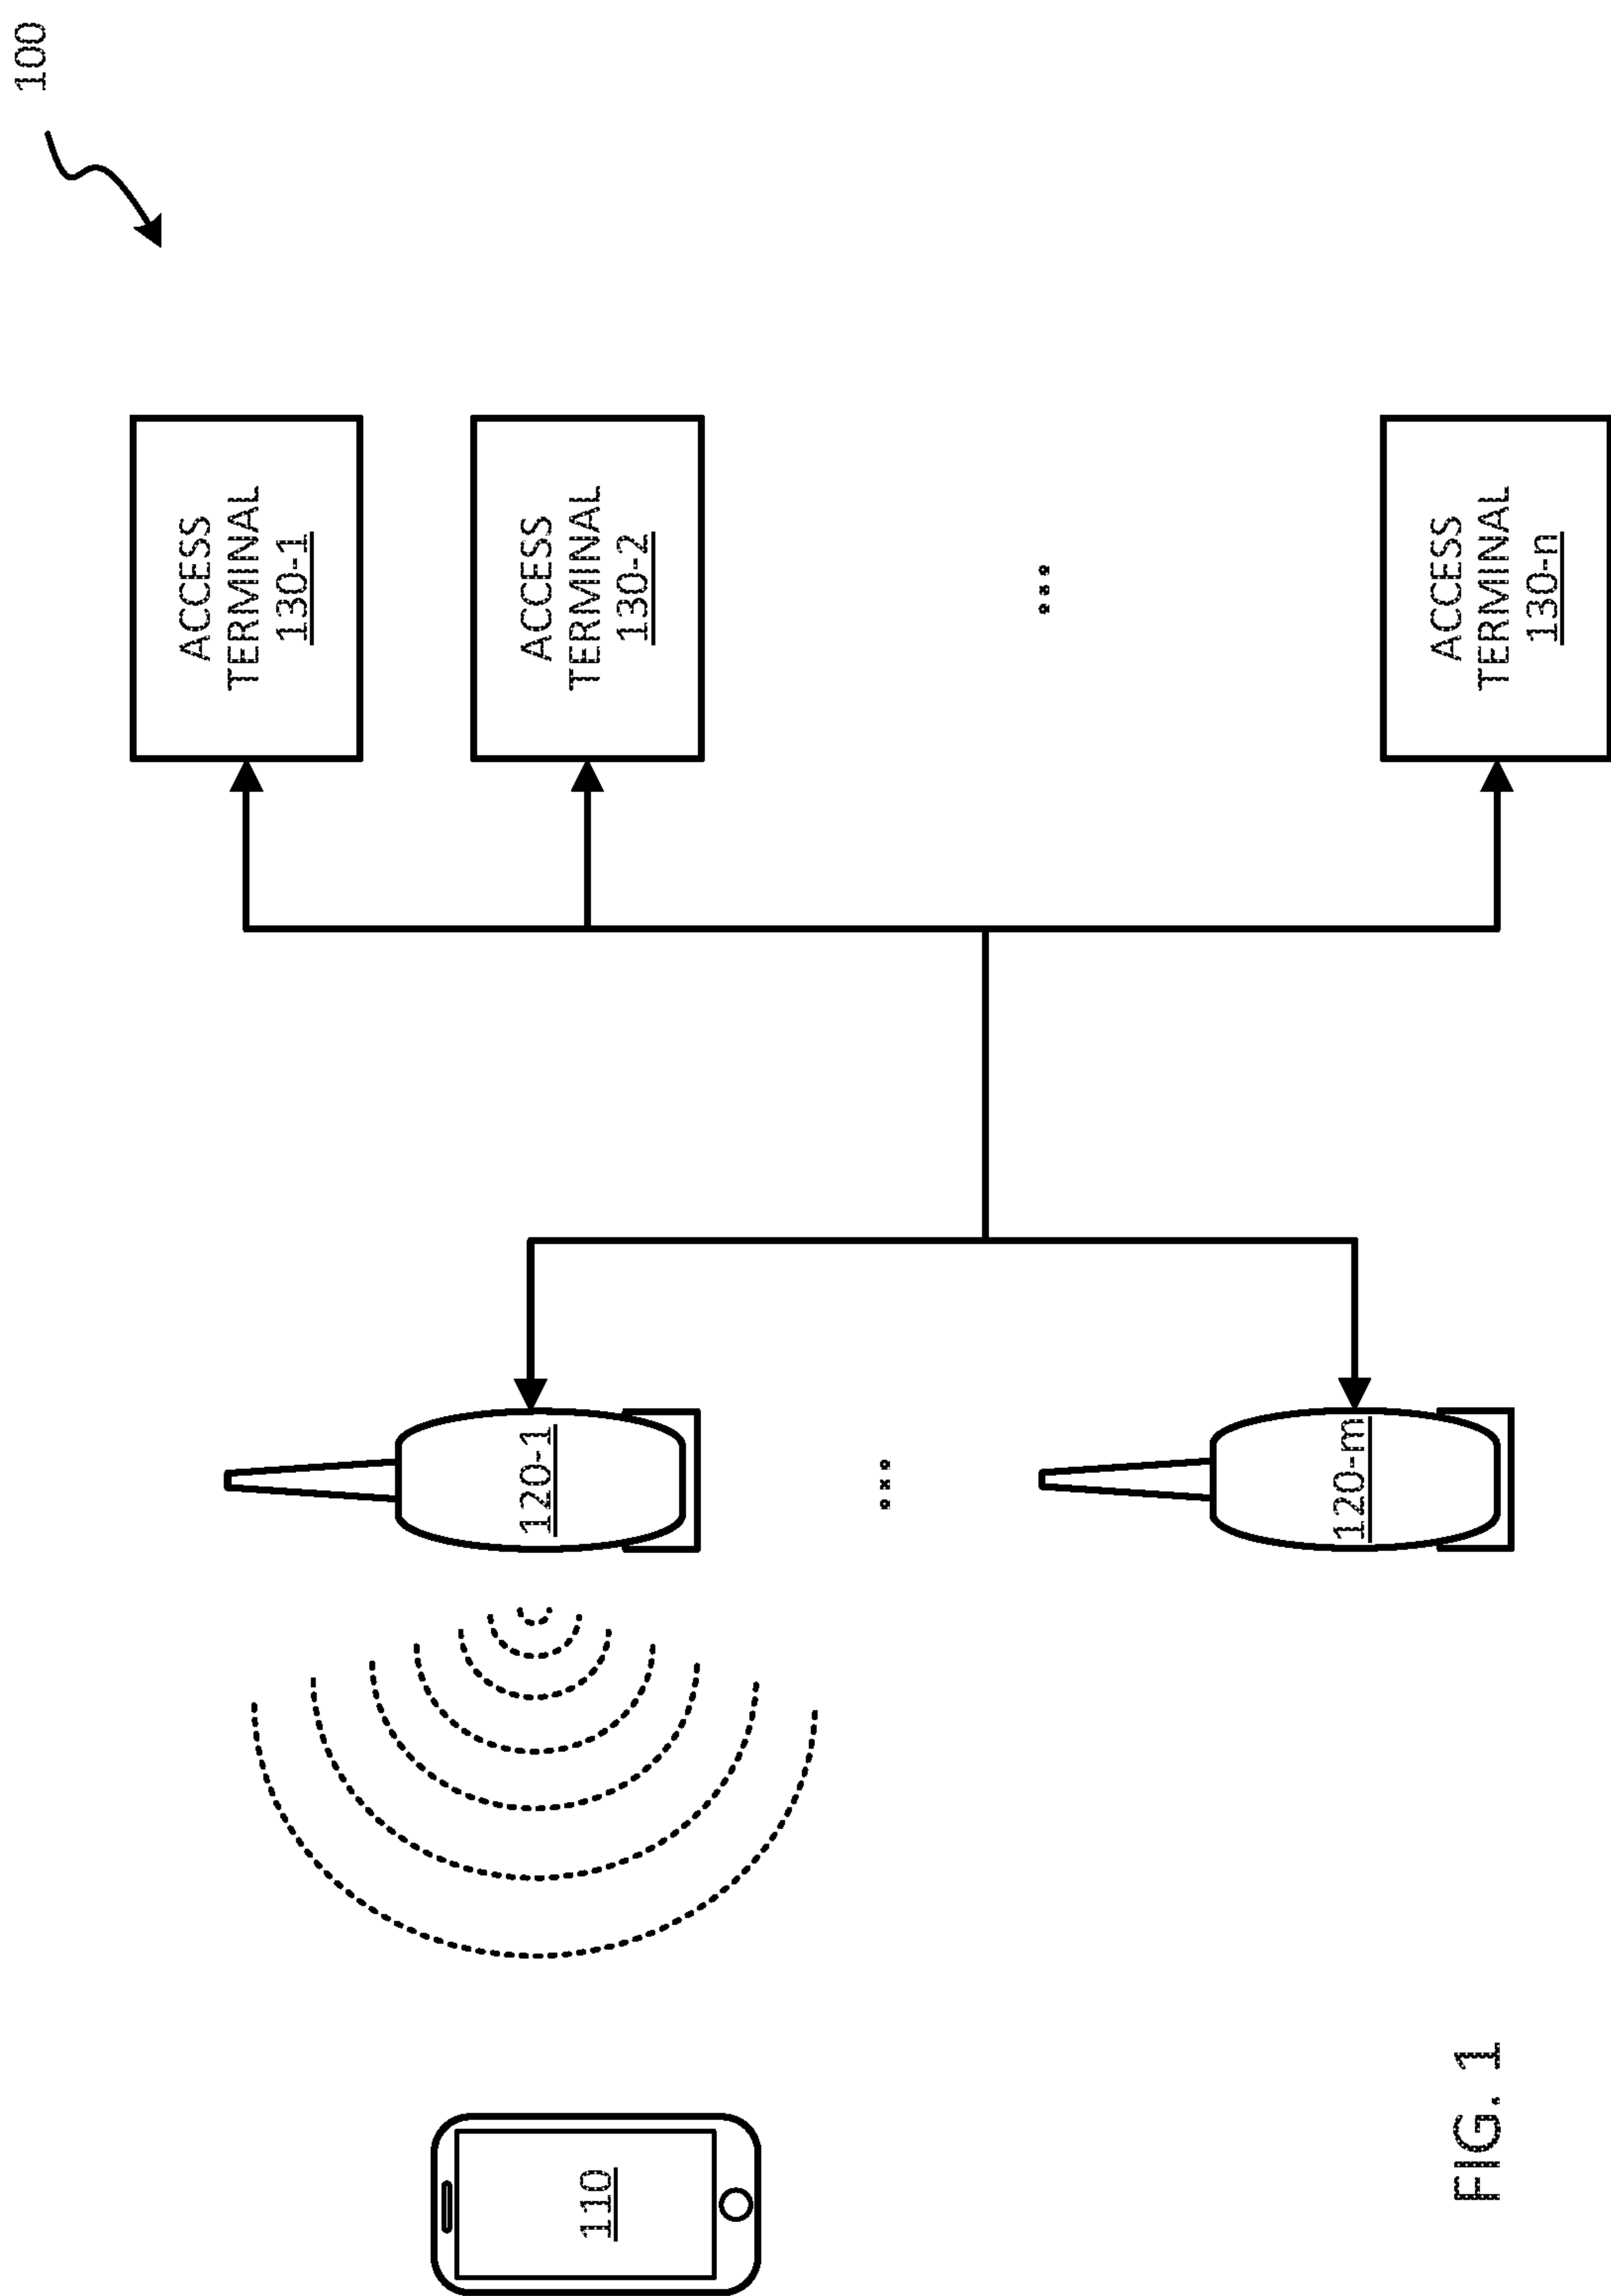 100
110
120-1
...
120-m
ACCESS
TERMINAL
130-1
ACCESS
TERMINAL
130-2
...
ACCESS
TERMINAL
130-n
FIG. 1